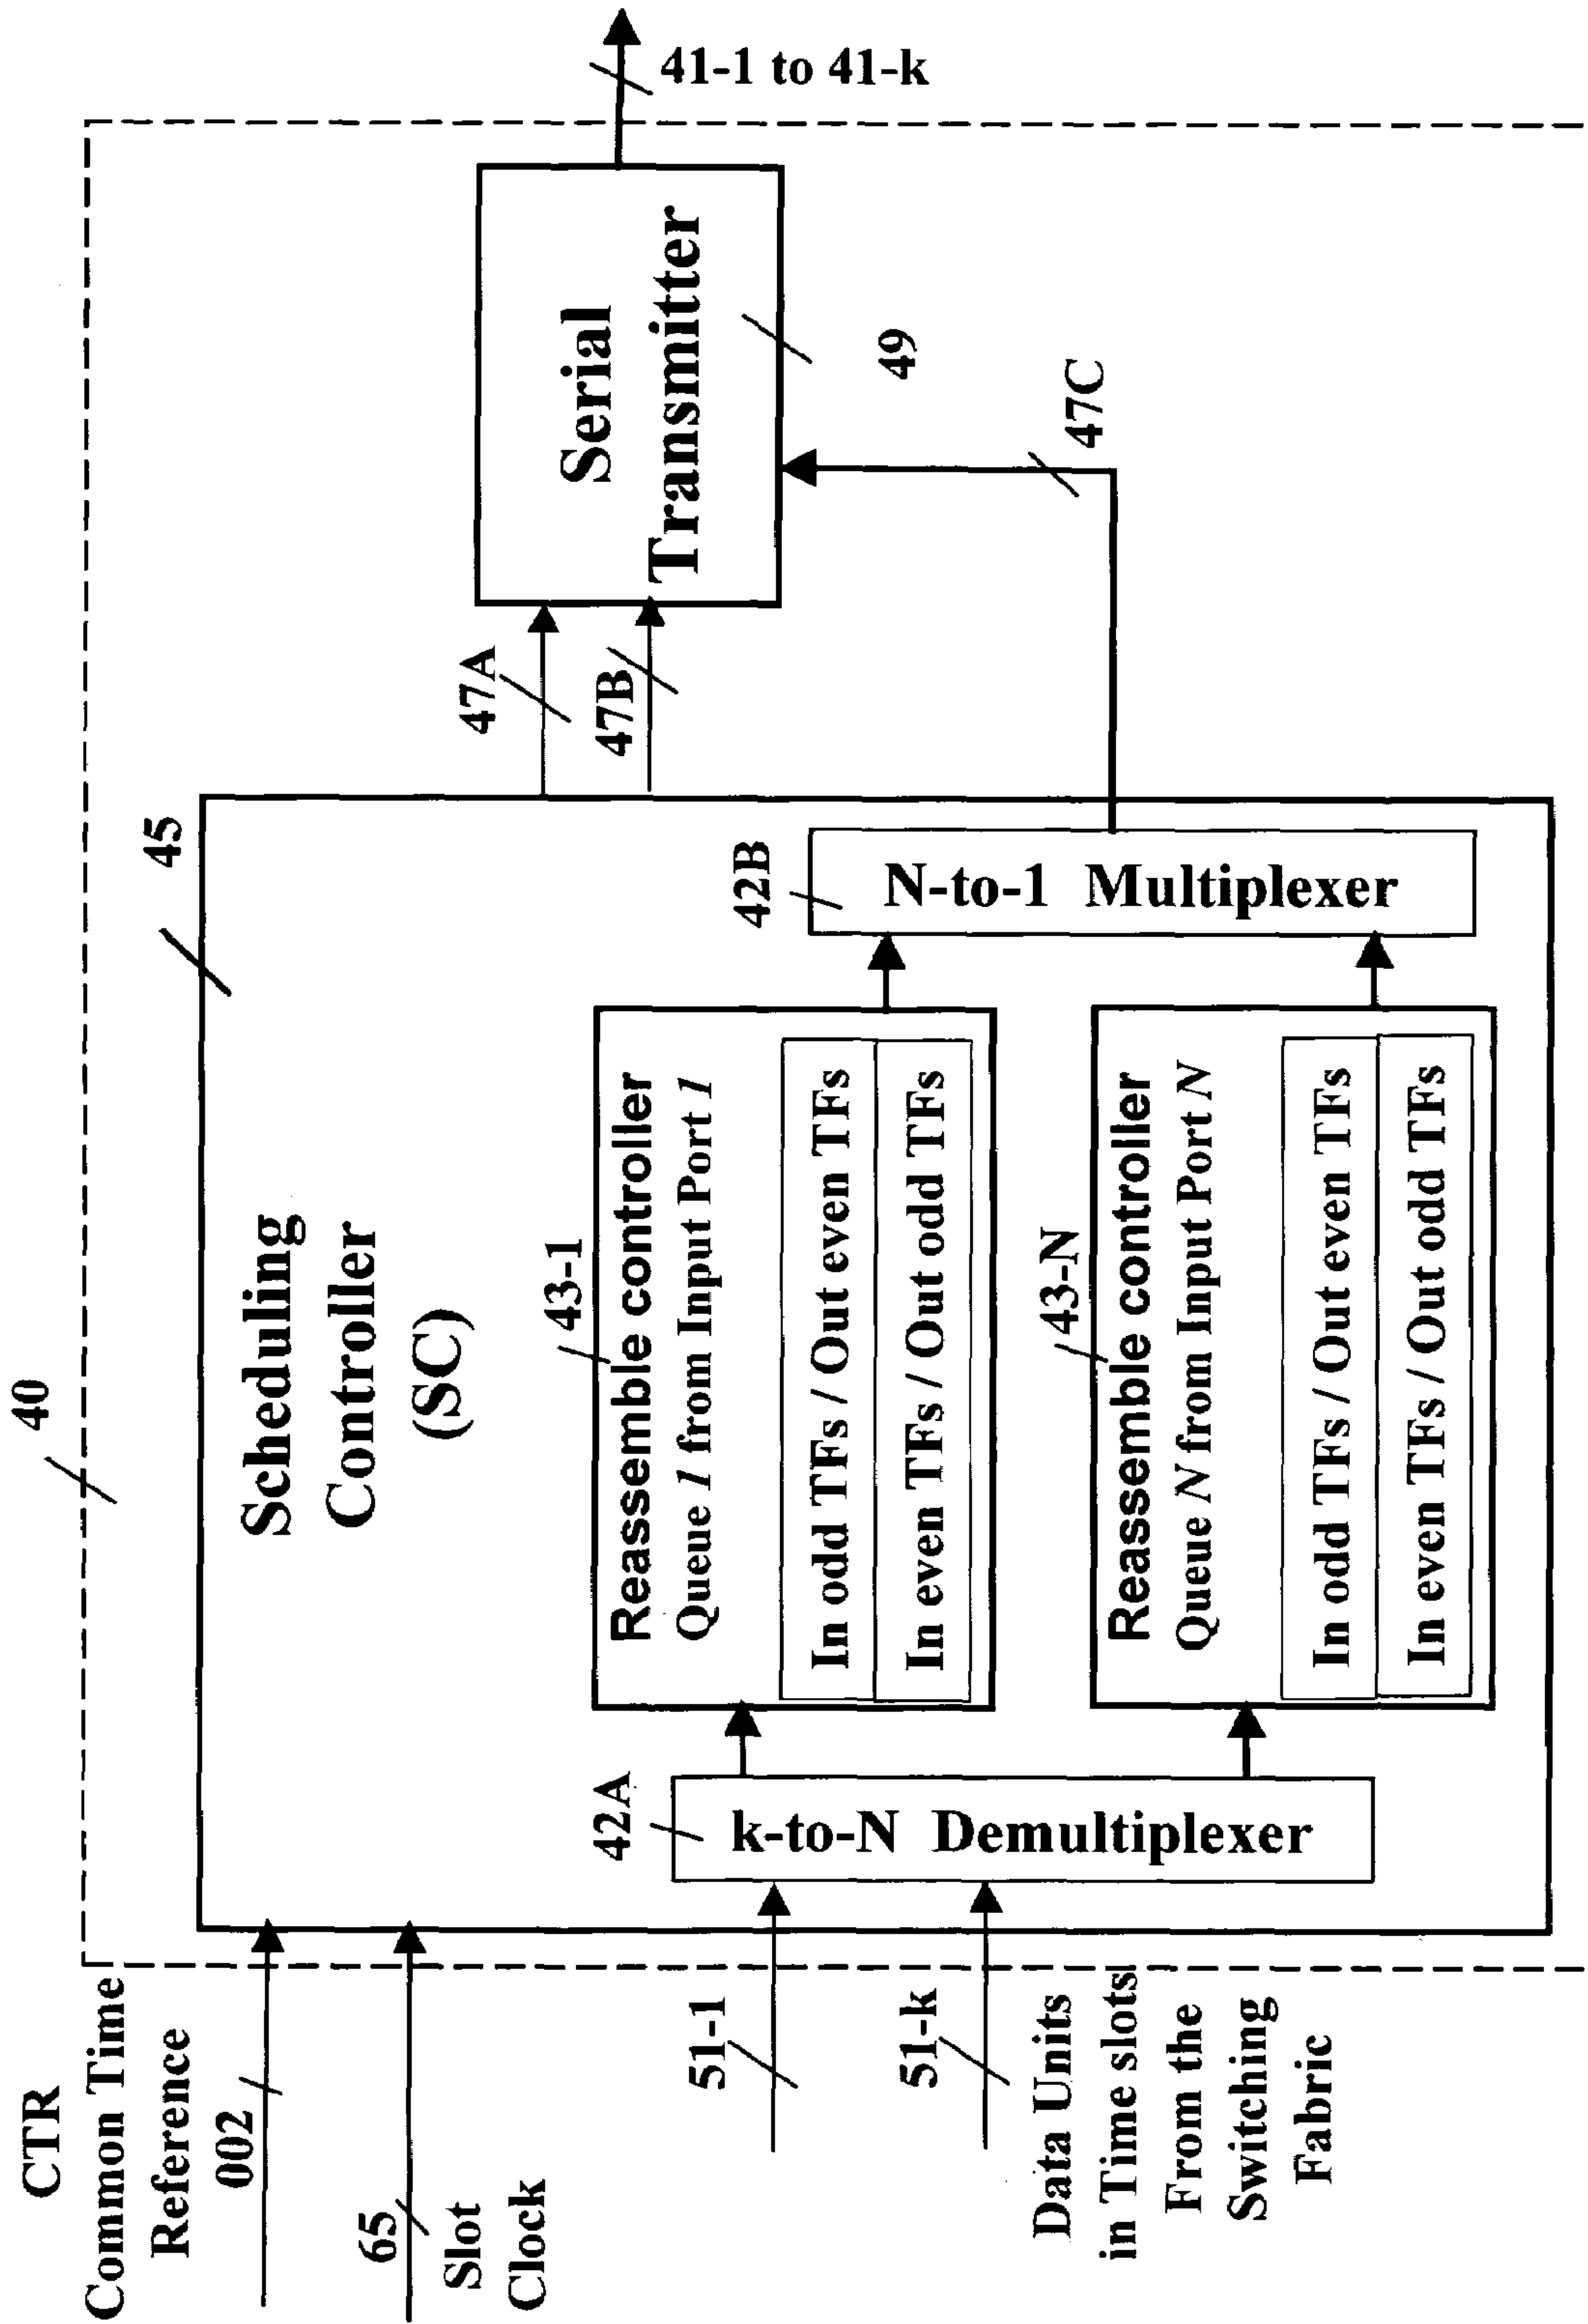 40
45
CTR
Common Time
Reference
002
65
Slot
Clock
Scheduling
Controller
(SC)
47A
47B
Serial
Transmitter
49
41-1 to 41-k
47C
51-1
51-k
Data Units
in Time slots
From the
Switching
Fabric
42A
k-to-N Demultiplexer
43-1
Reassemble controller
Queue 1 from Input Port 1
In odd TFs / Out even TFs
In even TFs / Out odd TFs
43-N
Reassemble controller
Queue N from Input Port N
In odd TFs / Out even TFs
In even TFs / Out odd TFs
42B
N-to-1 Multiplexer